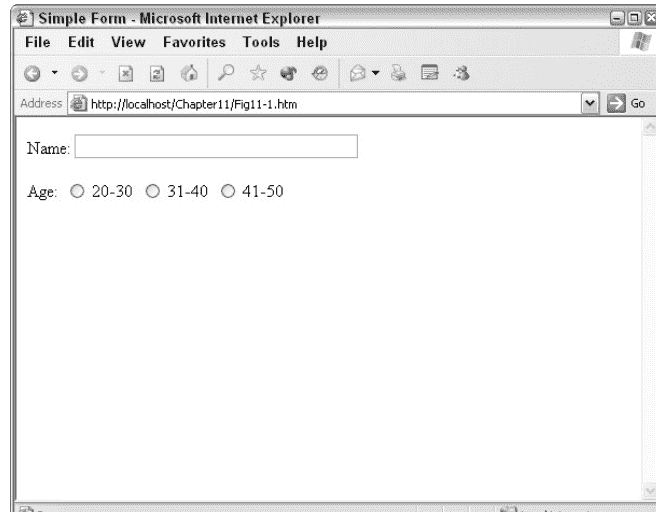 Simple Form - Microsoft Internet Explorer
File Edit View Favorites Tools Help
Address http://localhost/Chapter11/Fig11-1.htm Go
Name:
Age: 20-30 31-40 41-50